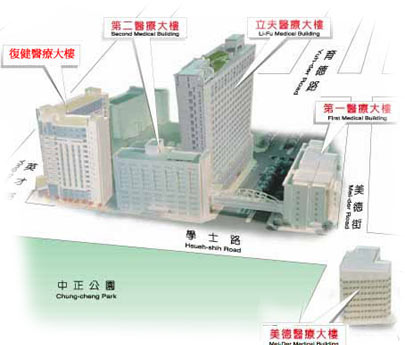 第二醫療大樓
Second Medical Building
立夫醫療大樓
Li-Fu Medical Building
復健醫療大樓
育德路
Yuh-der Road
第一醫療大樓
First Medical Building
英才
美德街
Mei-der Road
學士路
Hsueh-shih Road
中正公園
Chung-cheng Park
美德醫療大樓
Mei-Der Medical Building